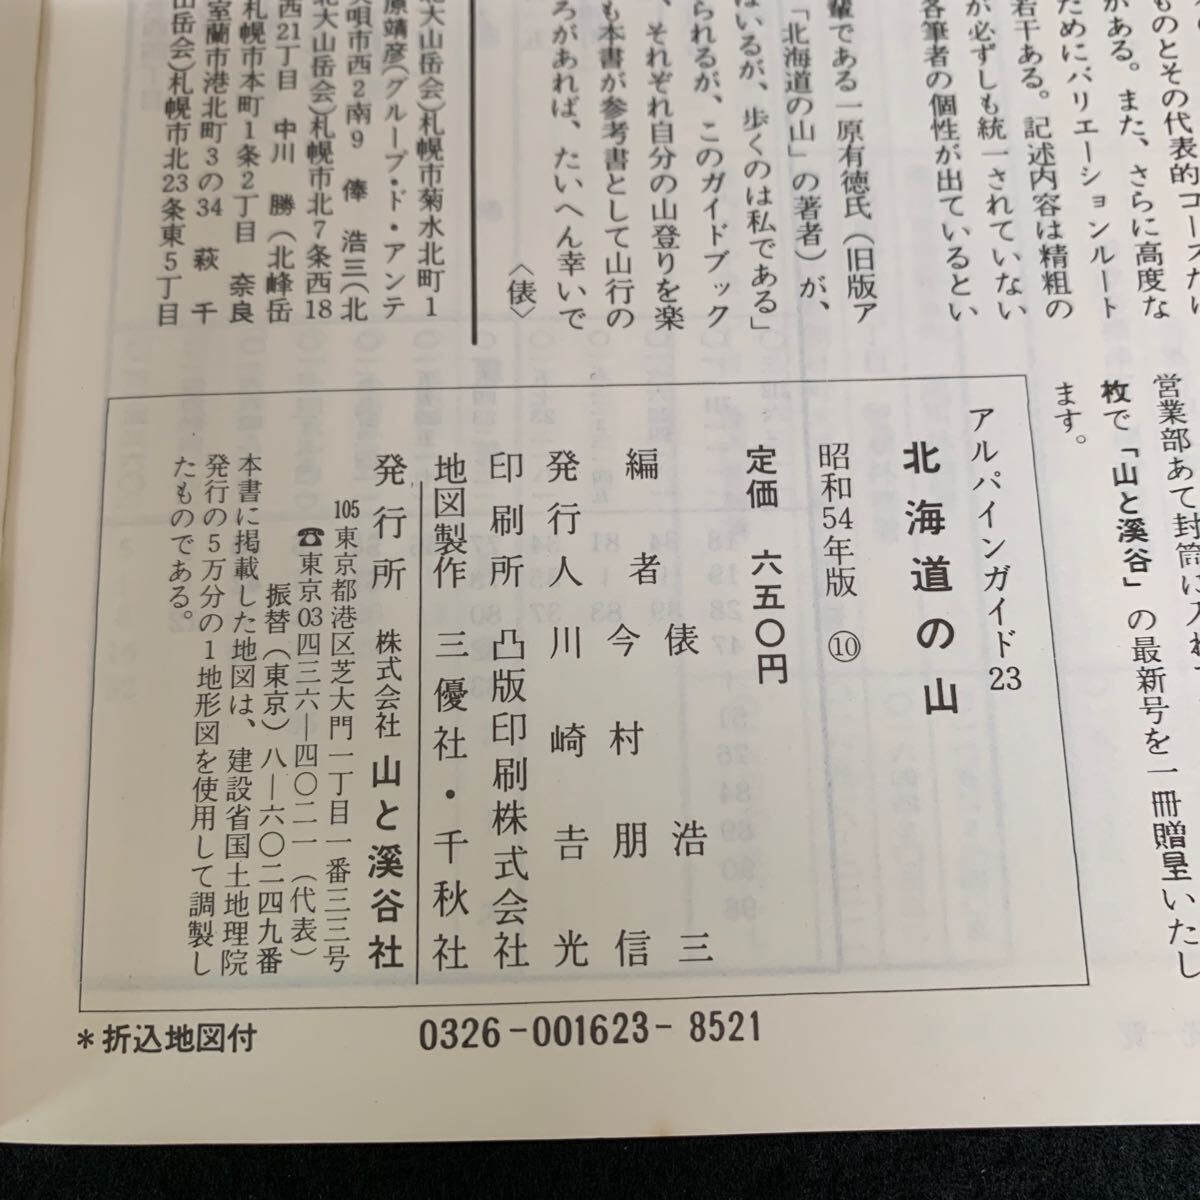 ものとその代表的コースだけ
がある。また、さらに高度な
ためにバリエーションルート
若干ある。記述内容は精粗の
が必ずしも統一されていない
各筆者の個性が出ているとい
輩である一原有徳氏（旧版ア
「北海道の山」の著者）が、
はいるが、歩くのは私である」
られるが、このガイドブック
、それぞれ自分の山登りを楽
も本書が参考書として山行の
ろがあれば、たいへん幸いで
〈俵〉
北大山岳会）札幌市菊水北町1
原靖彦（グループ・ド・アンテ
美唄市西2南9　俵　浩三（北
北大山岳会）札幌市北7条西18
西21丁目　中川　勝（北峰岳
札幌市本町1条2丁目　奈良
室蘭市港北町3の34　萩　千
山岳会）札幌市北23条東5丁目
営業部あて封筒に入れ
枚で「山と溪谷」の最新号を一冊贈呈いたし
ます。
アルパインガイド23
北海道の山
昭和54年版　⑩
定価　六五〇円
編者　俵　浩三
今村朋信
発行人　川崎吉光
印刷所　凸版印刷株式会社
地図製作　三優社・千秋社
発行所　株式会社　山と溪谷社
105東京都港区芝大門一丁目一番三三号
☎東京03四三六―四〇二一（代表）
振替（東京）八―六〇二四九番
本書に掲載した地図は、建設省国土地理院
発行の5万分の1地形図を使用して調製し
たものである。
＊折込地図付
0326-001623-8521